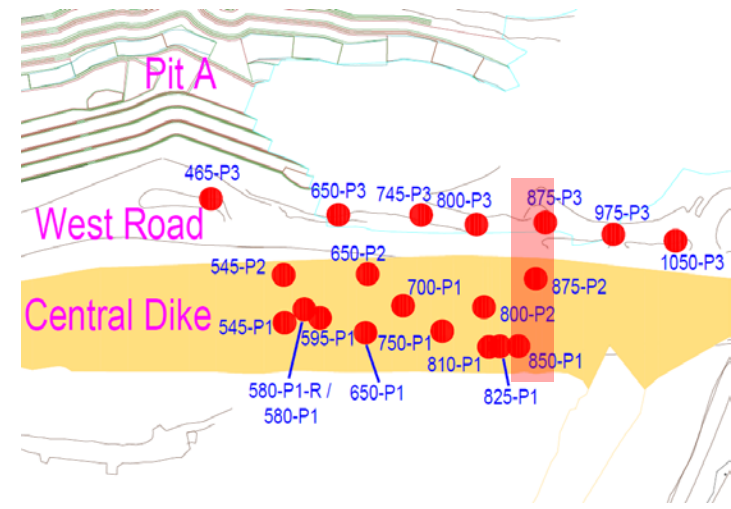 Pit A
465-P3
650-P3
745-P3
800-P3
875-P3
975-P3
1050-P3
West Road
545-P2
650-P2
875-P2
700-P1
800-P2
Central Dike
545-P1
595-P1
750-P1
810-P1
850-P1
580-P1-R /
580-P1
650-P1
825-P1